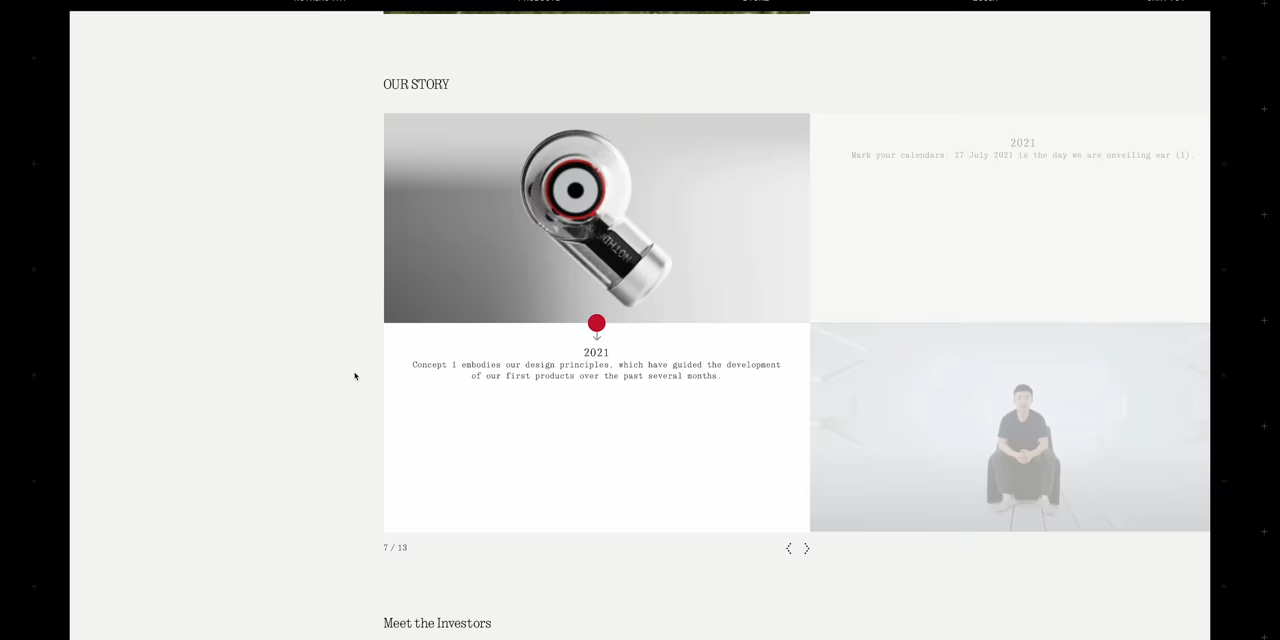 OUR STORY
2021
Mark your calendars, 27 July 2021 is the day we are unveiling ear (1).
NOTHING
2021
Concept 1 embodies our design principles, which have guided the development
of our first products over the past several months.
7 / 13
Meet the Investors